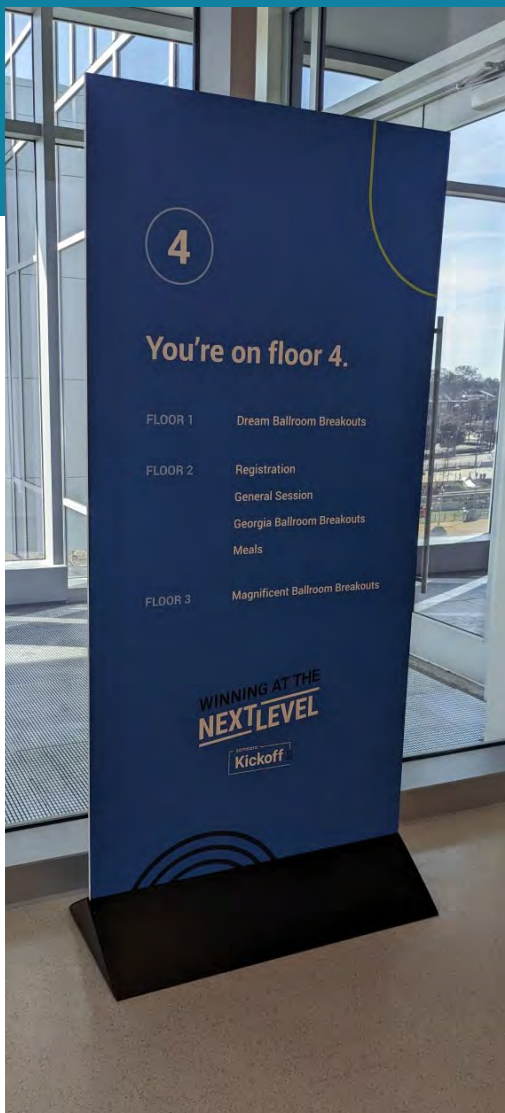 4
You're on floor 4.
FLOOR 1 Dream Ballroom Breakouts
FLOOR 2 Registration
General Session
Georgia Ballroom Breakouts
Meals
FLOOR 3 Magnificent Ballroom Breakouts
WINNING AT THE
NEXT LEVEL
Kickoff